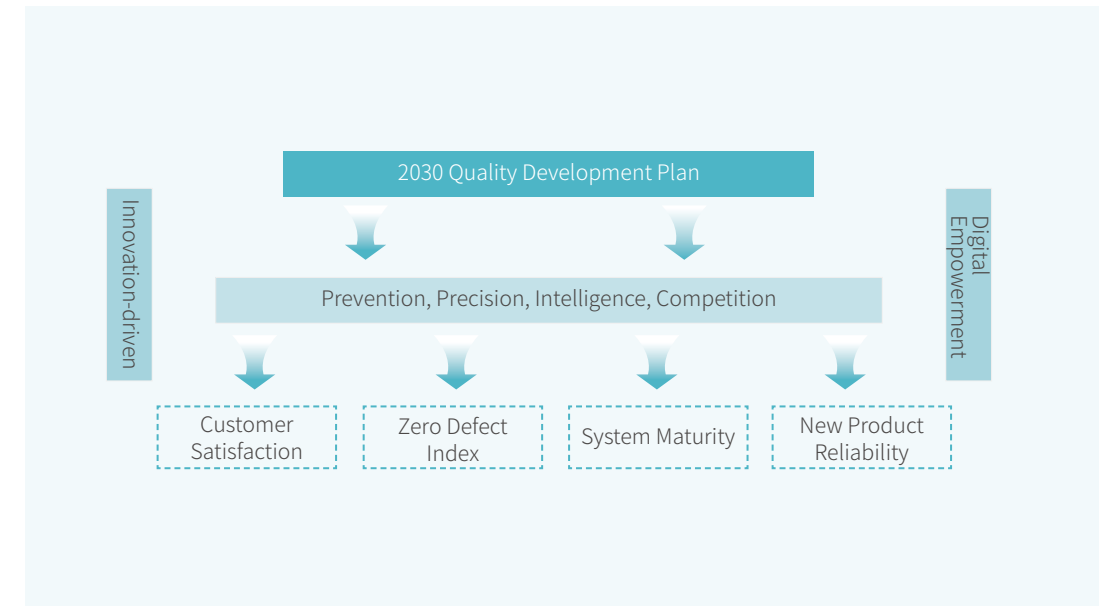 2030 Quality Development Plan
Innovation-driven
Digital
Empowerment
Prevention, Precision, Intelligence, Competition
Customer
Satisfaction
Zero Defect
Index
System Maturity
New Product
Reliability